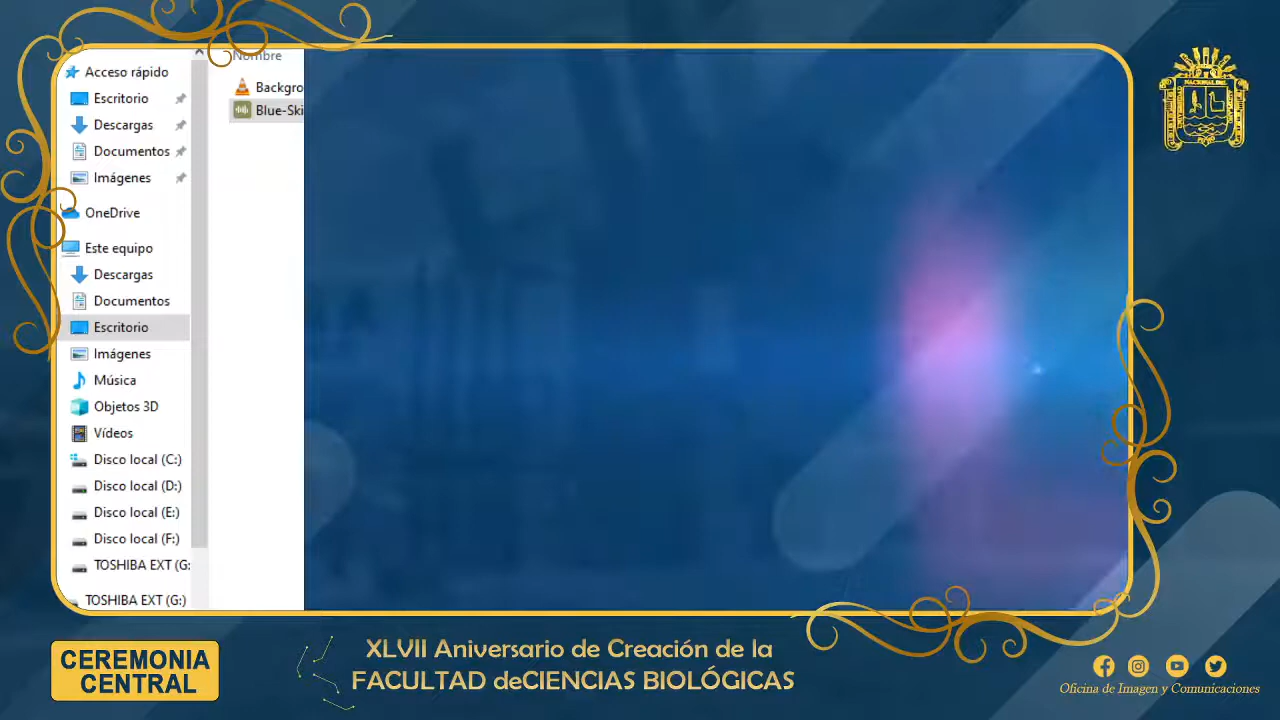 Nombre
Acceso rápido
Escritorio
Descargas
Documentos
Imágenes
OneDrive
Este equipo
Descargas
Documentos
Escritorio
Imágenes
Música
Objetos 3D
Vídeos
Disco local (C:)
Disco local (D:)
Disco local (E:)
Disco local (F:)
TOSHIBA EXT (G:
TOSHIBA EXT (G:)
Backgro
Blue-Ski
CEREMONIA
CENTRAL
XLVII Aniversario de Creación de la
FACULTAD deCIENCIAS BIOLÓGICAS
Oficina de Imagen y Comunicaciones